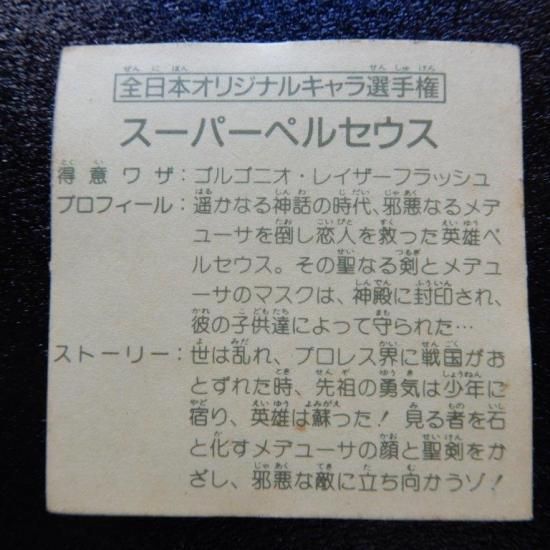 全日本オリジナルキャラ選手権
スーパーペルセウス
得意ワザ:ゴルゴニオ・レイザーフラッシュ
プロフィール:遥かなる神話の時代、邪悪なるメデ
ューサを倒し恋人を救った英雄ペ
ルセウス。その聖なる剣とメデュ
ーサのマスクは、神殿に封印され、
彼の子供達によって守られた…
ストーリー:世は乱れ、プロレス界に戦国がお
とずれた時、先祖の勇気は少年に
宿り、英雄は蘇った!見る者を石
と化すメデューサの顔と聖剣をか
ざし、邪悪な敵に立ち向かうゾ!